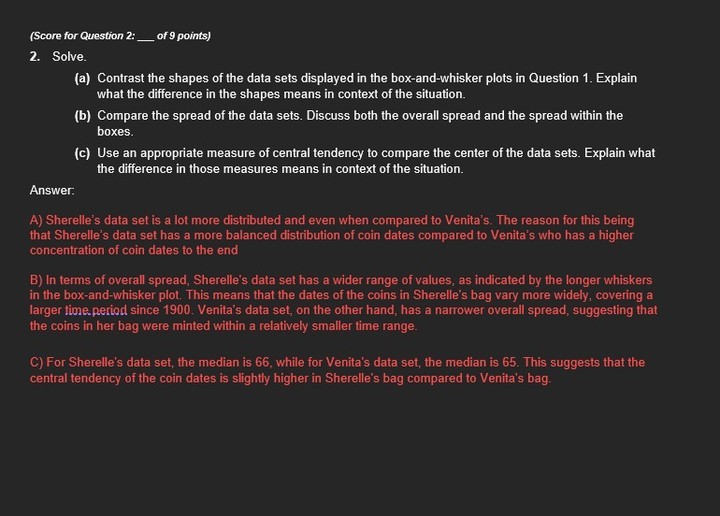 (Score for Question 2: ___ of 9 points)
2. Solve.
(a) Contrast the shapes of the data sets displayed in the box-and-whisker plots in Question 1. Explain
what the difference in the shapes means in context of the situation.
(b) Compare the spread of the data sets. Discuss both the overall spread and the spread within the
boxes.
(c) Use an appropriate measure of central tendency to compare the center of the data sets. Explain what
the difference in those measures means in context of the situation.
Answer:
A) Sherelle's data set is a lot more distributed and even when compared to Venita's. The reason for this being
that Sherelle's data set has a more balanced distribution of coin dates compared to Venita's who has a higher
concentration of coin dates to the end
B) In terms of overall spread, Sherelle's data set has a wider range of values, as indicated by the longer whiskers
in the box-and-whisker plot. This means that the dates of the coins in Sherelle's bag vary more widely, covering a
larger time period since 1900. Venita's data set, on the other hand, has a narrower overall spread, suggesting that
the coins in her bag were minted within a relatively smaller time range.
C) For Sherelle's data set, the median is 66, while for Venita's data set, the median is 65. This suggests that the
central tendency of the coin dates is slightly higher in Sherelle's bag compared to Venita's bag.